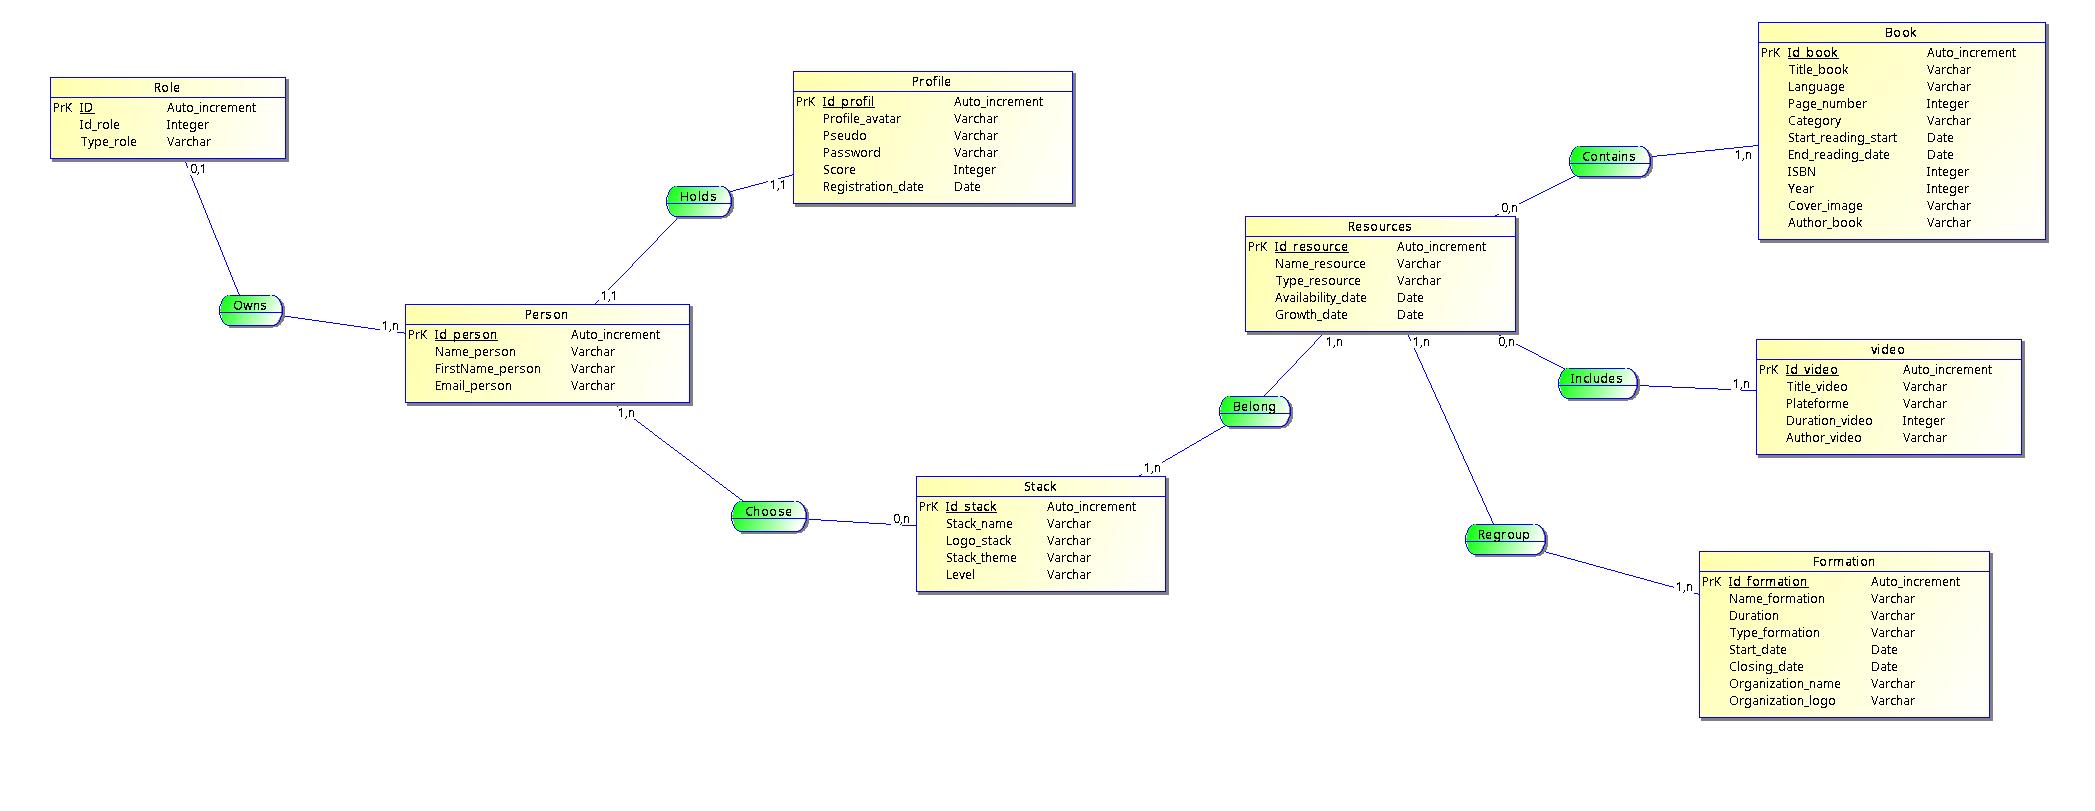 Role
PrK ID Auto_increment
Id_role Integer
Type_role Varchar
0,1
Owns
1,n
Profile
PrK Id_profil Auto_increment
Profile_avatar Varchar
Pseudo Varchar
Password Varchar
Score Integer
Registration_date Date
Holds
1,1
1,1
Person
PrK Id_person Auto_increment
Name_person Varchar
FirstName_person Varchar
Email_person Varchar
1,n
Choose
0,n
Stack
PrK Id_stack Auto_increment
Stack_name Varchar
Logo_stack Varchar
Stack_theme Varchar
Level Varchar
1,n
Belong
1,n
Resources
PrK Id_resource Auto_increment
Name_resource Varchar
Type_resource Varchar
Availability_date Date
Growth_date Date
0,n
Contains
1,n
Book
PrK Id_book Auto_increment
Title_book Varchar
Language Varchar
Page_number Integer
Category Varchar
Start_reading_start Date
End_reading_date Date
ISBN Integer
Year Integer
Cover_image Varchar
Author_book Varchar
0,n
Includes
1,n
video
PrK Id_video Auto_increment
Title_video Varchar
Plateforme Varchar
Duration_video Integer
Author_video Varchar
1,n
Regroup
1,n
Formation
PrK Id_formation Auto_increment
Name_formation Varchar
Duration Varchar
Type_formation Varchar
Start_date Date
Closing_date Date
Organization_name Varchar
Organization_logo Varchar